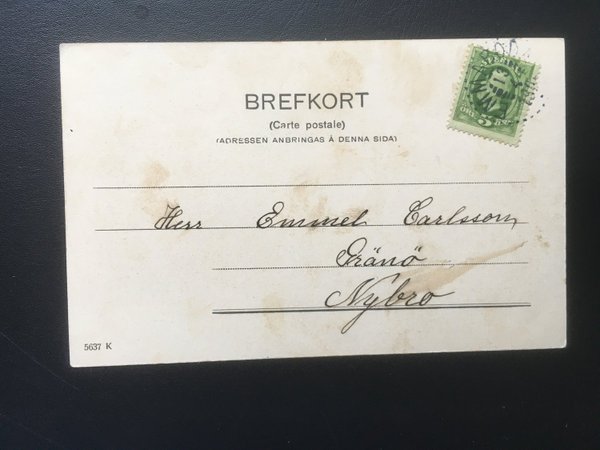 BREFKORT
(Carte postale)
(ADRESSEN ANBRINGAS Å DENNA SIDA)
Herr Emmel Carlsson,
Gränö
Nybro
5637 K